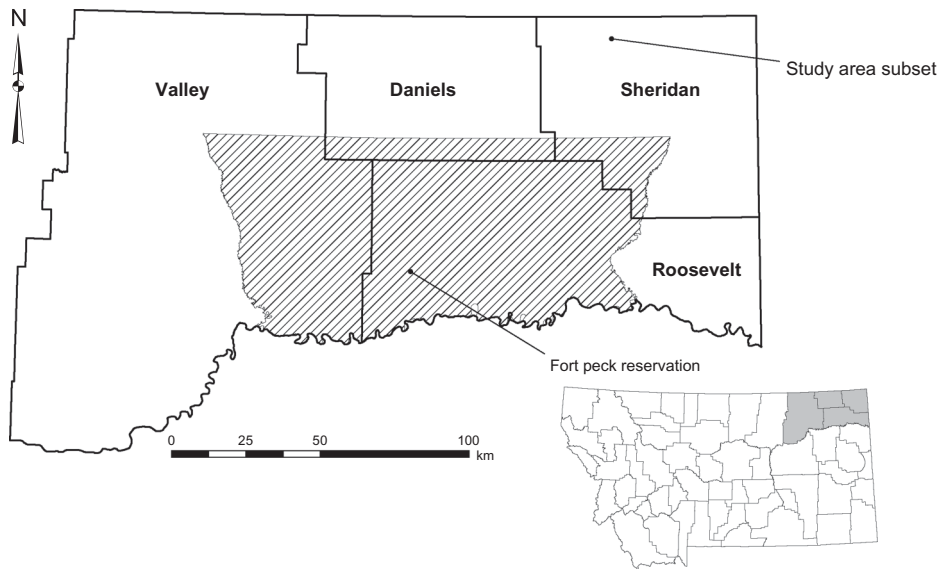 N
Valley
Daniels
Sheridan
Study area subset
Roosevelt
Fort peck reservation
0 25 50 100
km